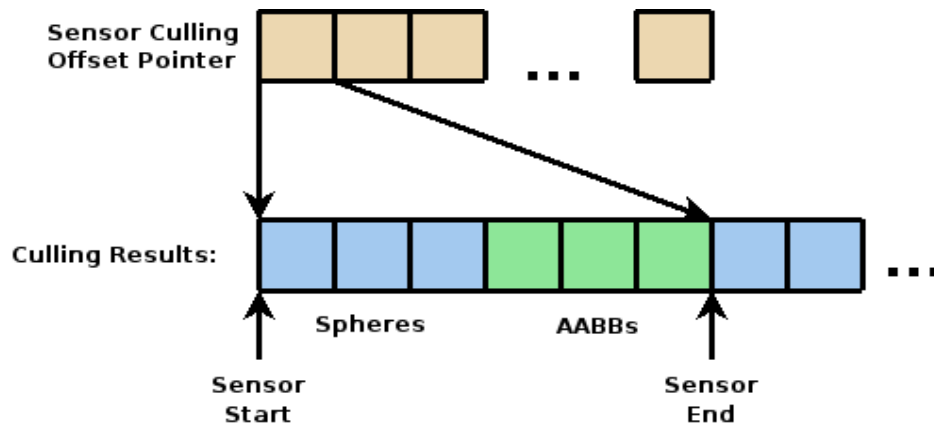 Sensor Culling
Offset Pointer
...
Culling Results:
...
Spheres
AABBs
Sensor
Start
Sensor
End